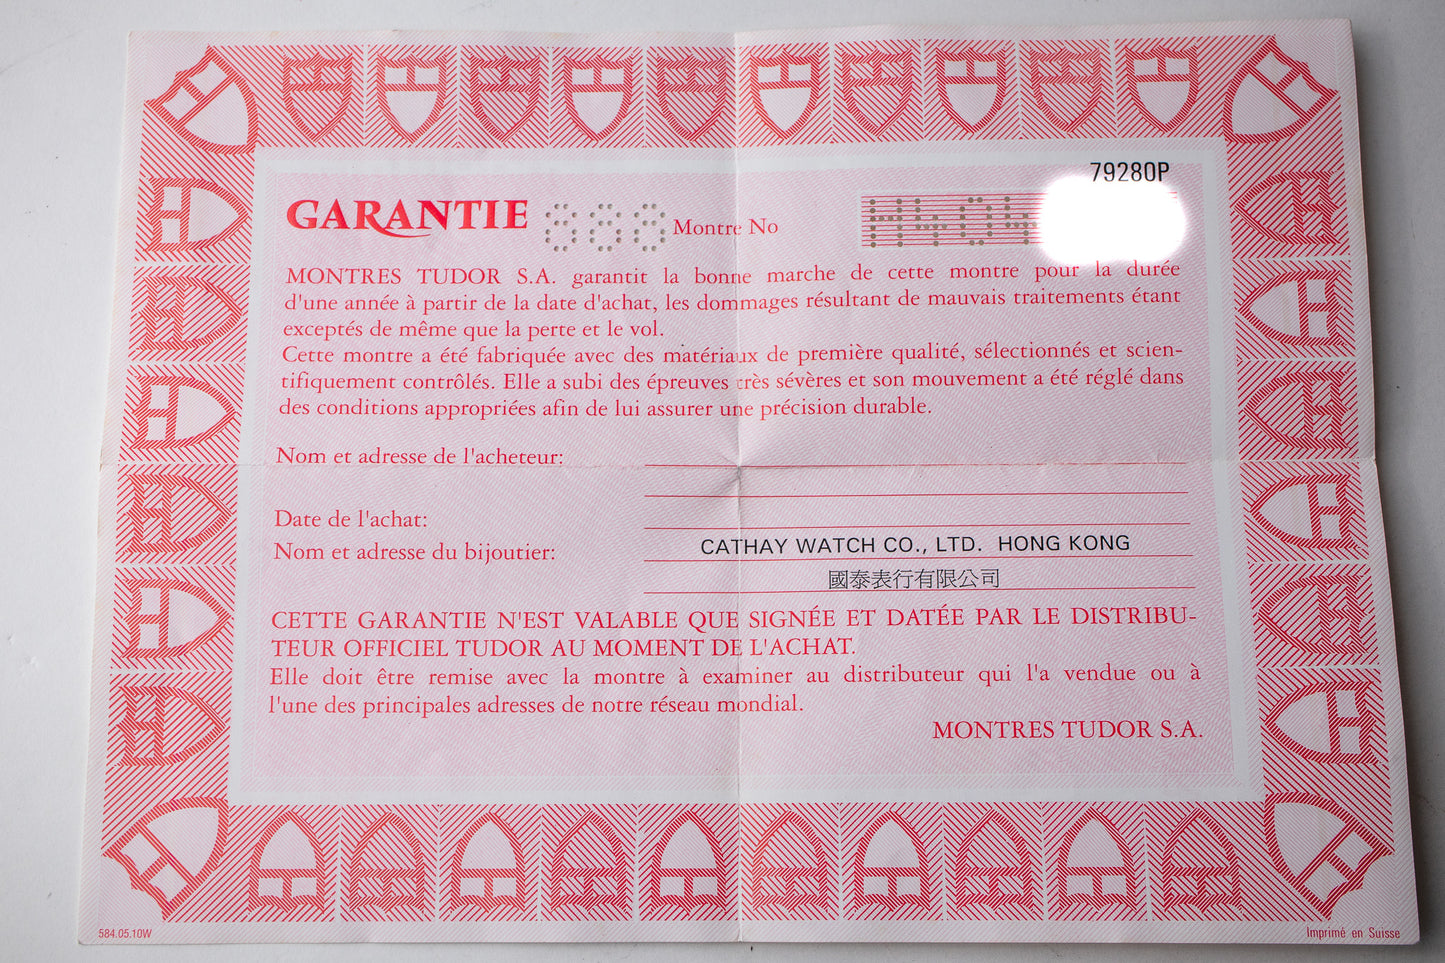 79280P
GARANTIE 888 Montre No H404
MONTRES TUDOR S.A. garantit la bonne marche de cette montre pour la durée
d'une année à partir de la date d'achat, les dommages résultant de mauvais traitements étant
exceptés de même que la perte et le vol.
Cette montre a été fabriquée avec des matériaux de première qualité, sélectionnés et scien-
tifiquement contrôlés. Elle a subi des épreuves très sévères et son mouvement a été réglé dans
des conditions appropriées afin de lui assurer une précision durable.
Nom et adresse de l'acheteur:
Date de l'achat:
Nom et adresse du bijoutier: CATHAY WATCH CO., LTD. HONG KONG
國泰表行有限公司
CETTE GARANTIE N'EST VALABLE QUE SIGNÉE ET DATÉE PAR LE DISTRIBU-
TEUR OFFICIEL TUDOR AU MOMENT DE L'ACHAT.
Elle doit être remise avec la montre à examiner au distributeur qui l'a vendue ou à
l'une des principales adresses de notre réseau mondial.
MONTRES TUDOR S.A.
584.05.10W Imprimé en Suisse